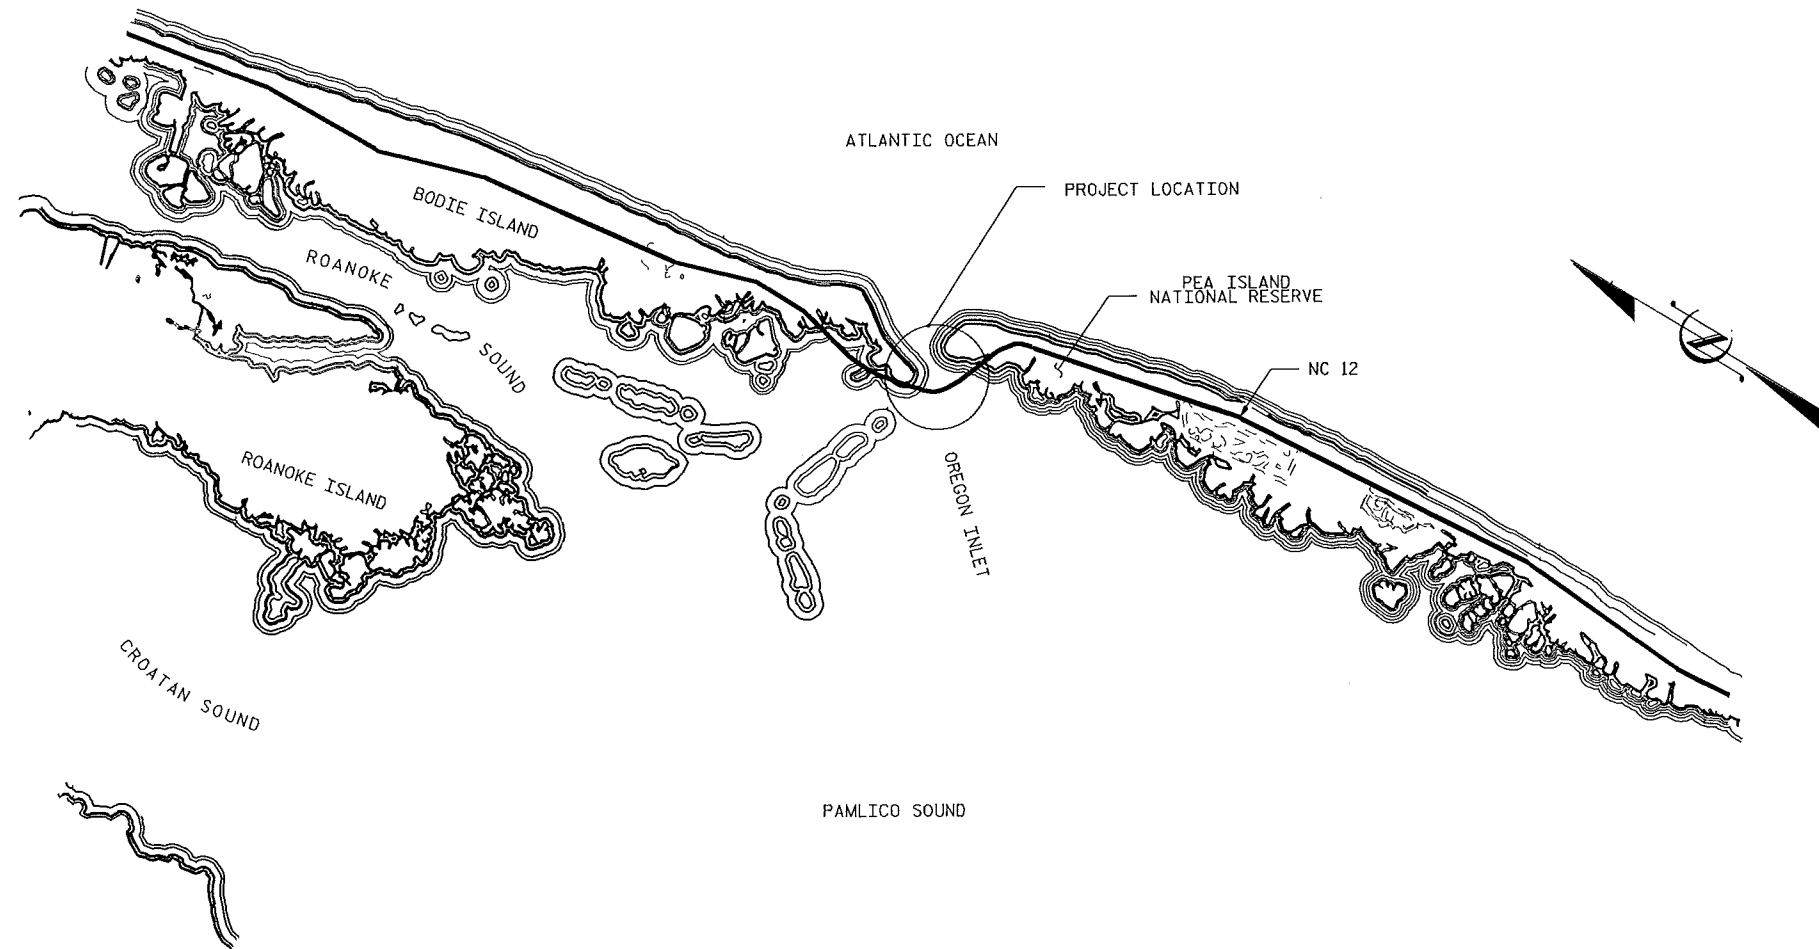 ATLANTIC OCEAN
PROJECT LOCATION
BODIE ISLAND
ROANOKE
SOUND
PEA ISLAND
NATIONAL RESERVE
NC 12
ROANOKE ISLAND
OREGON INLET
CROATAN SOUND
PAMLICO SOUND
N